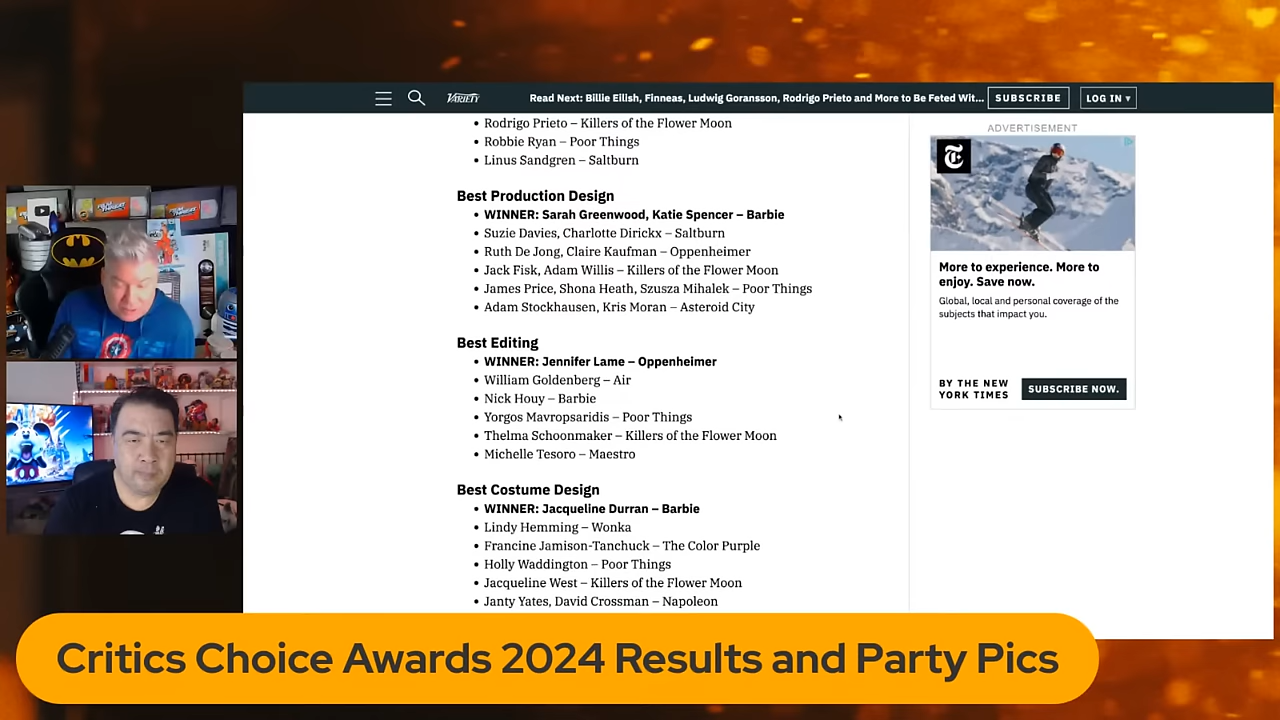 VARIETY
Read Next: Billie Eilish, Finneas, Ludwig Goransson, Rodrigo Prieto and More to Be Feted Wit...
SUBSCRIBE
LOG IN ▾
• Rodrigo Prieto – Killers of the Flower Moon
• Robbie Ryan – Poor Things
• Linus Sandgren – Saltburn
Best Production Design
• WINNER: Sarah Greenwood, Katie Spencer – Barbie
• Suzie Davies, Charlotte Dirickx – Saltburn
• Ruth De Jong, Claire Kaufman – Oppenheimer
• Jack Fisk, Adam Willis – Killers of the Flower Moon
• James Price, Shona Heath, Szusza Mihalek – Poor Things
• Adam Stockhausen, Kris Moran – Asteroid City
Best Editing
• WINNER: Jennifer Lame – Oppenheimer
• William Goldenberg – Air
• Nick Houy – Barbie
• Yorgos Mavropsaridis – Poor Things
• Thelma Schoonmaker – Killers of the Flower Moon
• Michelle Tesoro – Maestro
Best Costume Design
• WINNER: Jacqueline Durran – Barbie
• Lindy Hemming – Wonka
• Francine Jamison-Tanchuck – The Color Purple
• Holly Waddington – Poor Things
• Jacqueline West – Killers of the Flower Moon
• Janty Yates, David Crossman – Napoleon
ADVERTISEMENT
T
More to experience. More to
enjoy. Save now.
Global, local and personal coverage of the
subjects that impact you.
BY THE NEW
YORK TIMES
SUBSCRIBE NOW.
Critics Choice Awards 2024 Results and Party Pics